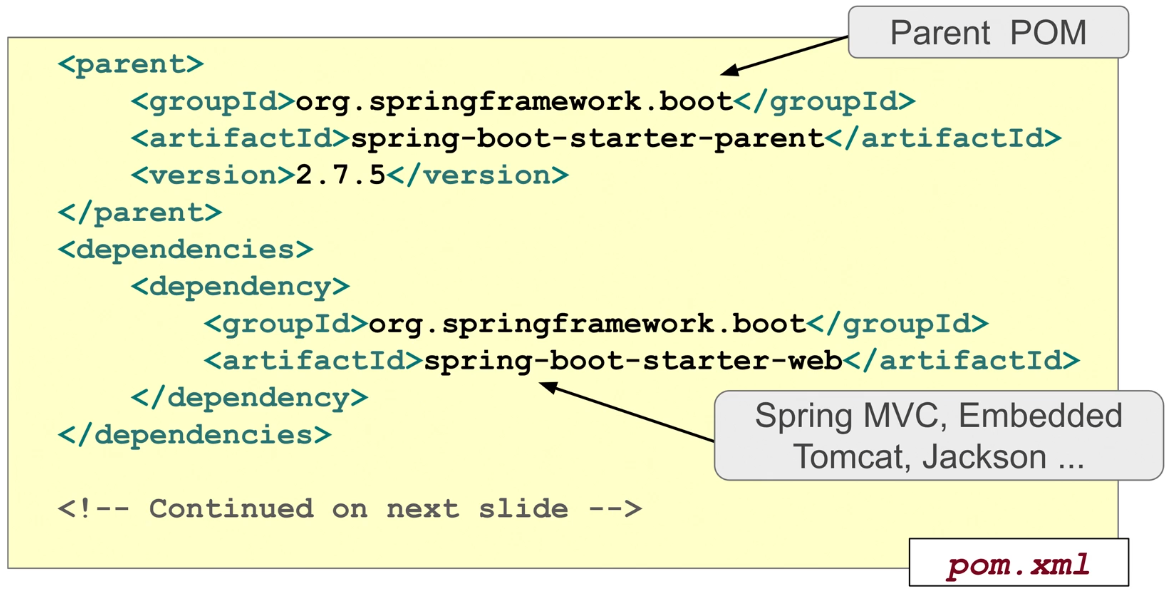 Parent POM
<parent>
<groupId>org.springframework.boot</groupId>
<artifactId>spring-boot-starter-parent</artifactId>
<version>2.7.5</version>
</parent>
<dependencies>
<dependency>
<groupId>org.springframework.boot</groupId>
<artifactId>spring-boot-starter-web</artifactId>
</dependency>
</dependencies>
Spring MVC, Embedded
Tomcat, Jackson ...
<!-- Continued on next slide -->
pom.xml